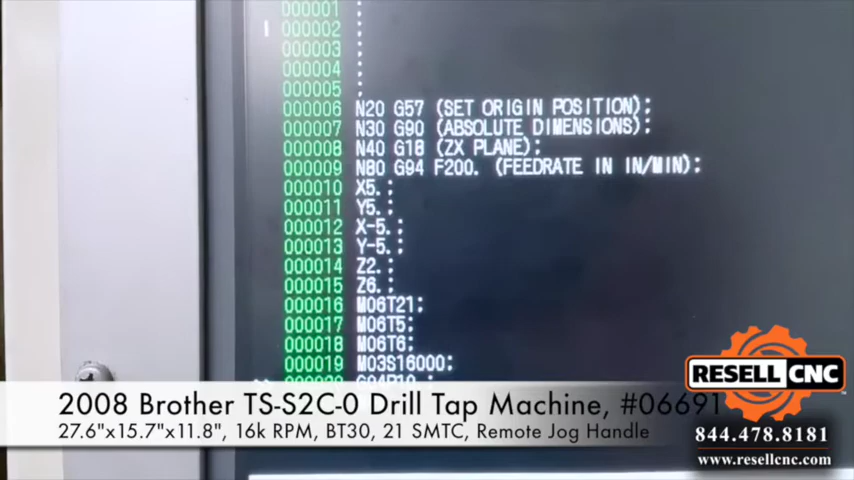 000001 ;
000002 ;
000003 ;
000004 ;
000005 ;
000006 N20 G57 (SET ORIGIN POSITION);
000007 N30 G90 (ABSOLUTE DIMENSIONS);
000008 N40 G18 (ZX PLANE);
000009 N80 G94 F200. (FEEDRATE IN IN/MIN);
000010 X5.;
000011 Y5.;
000012 X-5.;
000013 Y-5.;
000014 Z2.;
000015 Z6.;
000016 M06T21;
000017 M06T5;
000018 M06T6;
000019 M03S16000;
2008 Brother TS-S2C-0 Drill Tap Machine, #06691
27.6"x15.7"x11.8", 16k RPM, BT30, 21 SMTC, Remote Jog Handle
RESELL CNC
844.478.8181
www.resellcnc.com